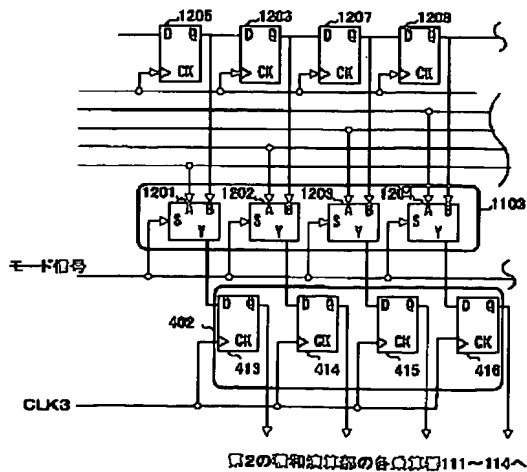 1205 1203 1207 1208
D Q D Q D Q D Q
CK CK CK CK
1201 A B 1202 A B 1203 A B A B
S S S S 1103
Y Y Y Y
モード信号
D Q D Q D Q D Q
402
CK CK CK CK
413 414 415 416
CLK3
111～114へ